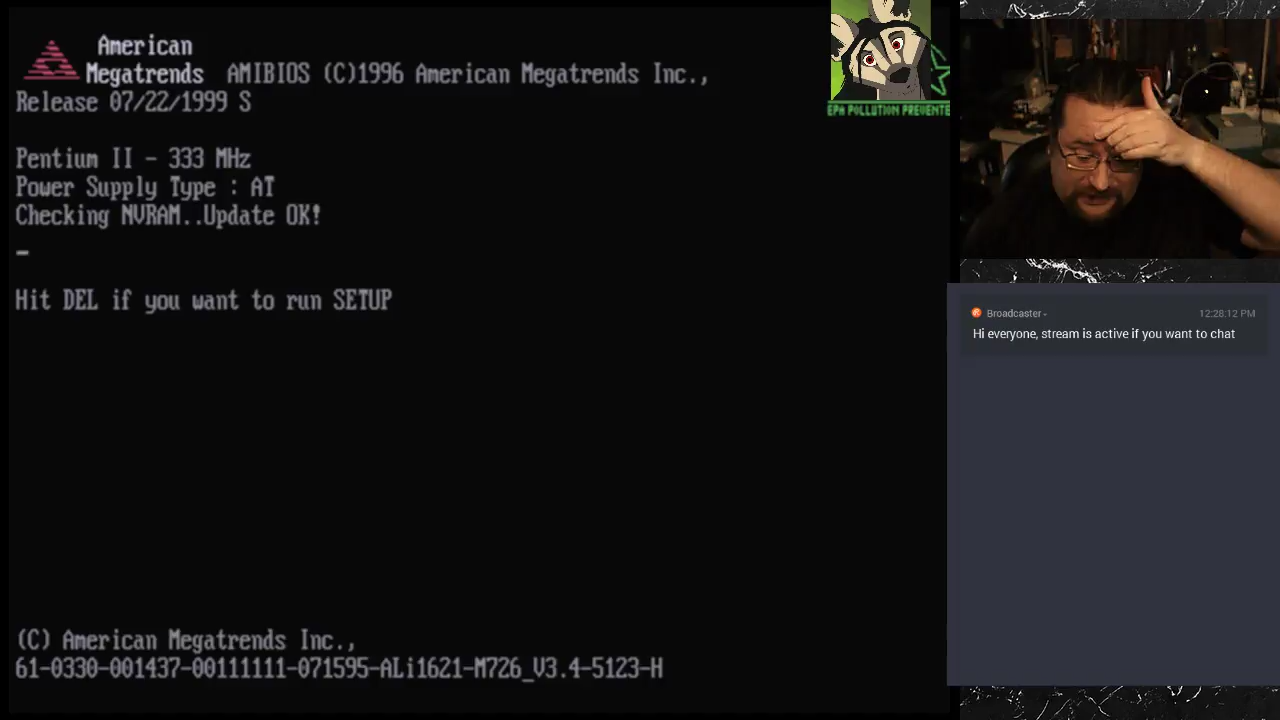 American
Megatrends AMIBIOS (C)1996 American Megatrends Inc.,
Release 07/22/1999 S
EPA POLLUTION PREVENTE
Pentium II - 333 MHz
Power Supply Type : AT
Checking NVRAM..Update OK!
Hit DEL if you want to run SETUP
(C) American Megatrends Inc.,
61-0330-001437-00111111-071595-ALi1621-M726_V3.4-5123-H
Broadcaster 12:28:12 PM
Hi everyone, stream is active if you want to chat